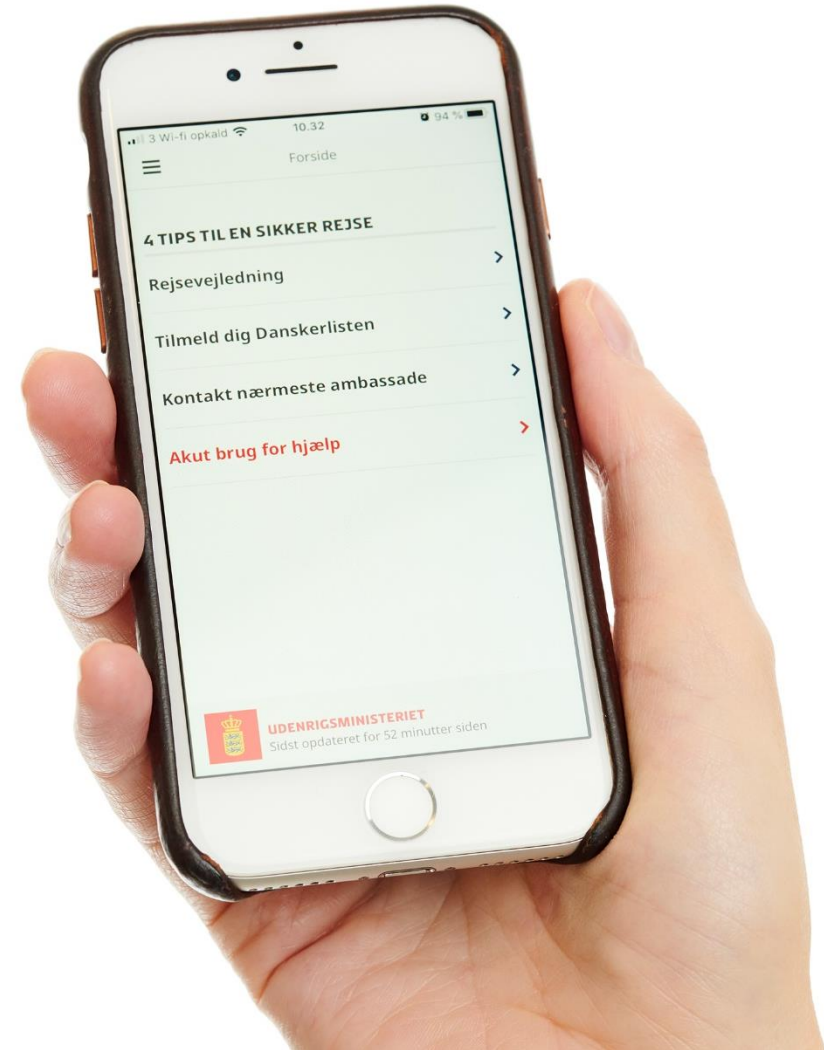 3 Wi-fi opkald 10.32 94 %
Forside
4 TIPS TIL EN SIKKER REJSE
Rejsevejledning
Tilmeld dig Danskerlisten
Kontakt nærmeste ambassade
Akut brug for hjælp
UDENRIGSMINISTERIET
Sidst opdateret for 52 minutter siden